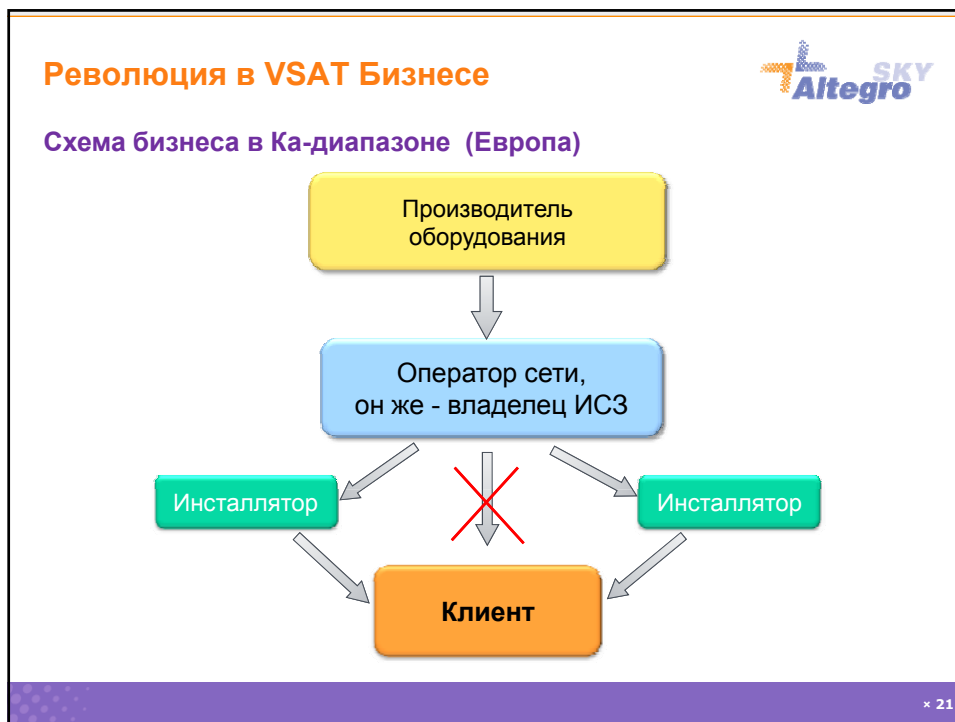 Революция в VSAT Бизнесе
SKY
Altegro
Схема бизнеса в Ка-диапазоне (Европа)
Производитель
оборудования
Оператор сети,
он же - владелец ИСЗ
Инсталлятор
Инсталлятор
Клиент
× 21